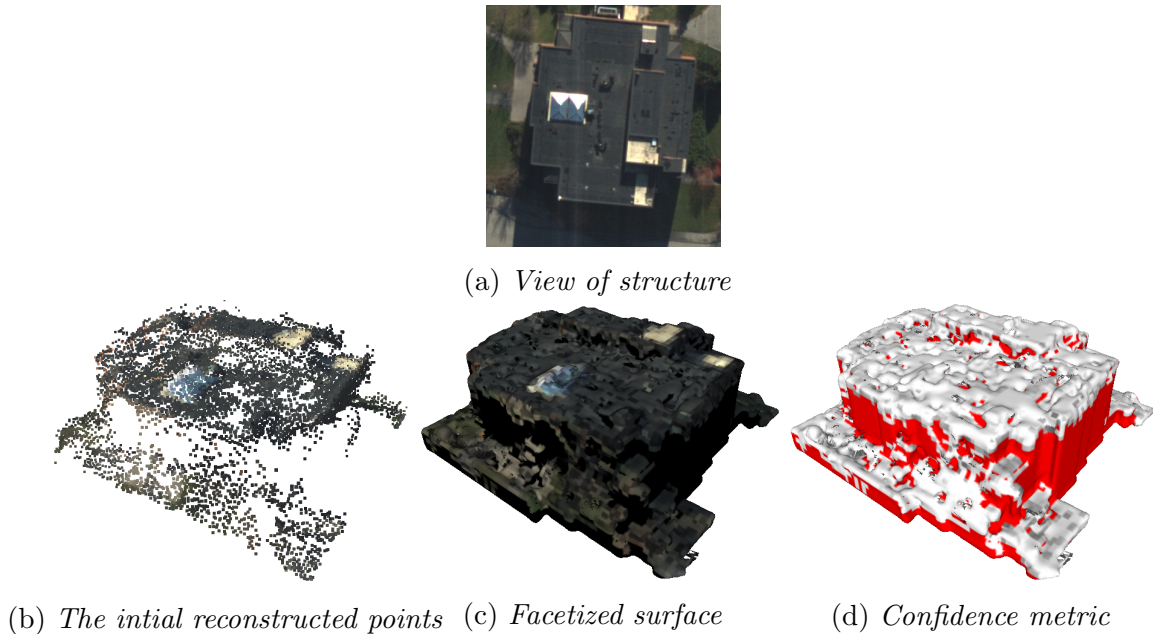 (a) View of structure
(b) The intial reconstructed points
(c) Facetized surface
(d) Confidence metric